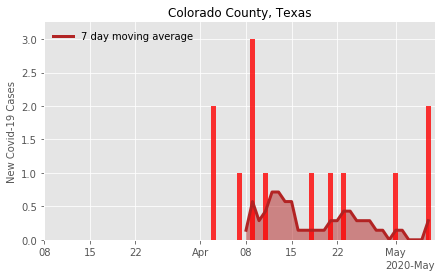 Colorado County, Texas
7 day moving average
New Covid-19 Cases
3.0
2.5
2.0
1.5
1.0
0.5
0.0
08 15 22 Apr 08 15 22 May
2020-May